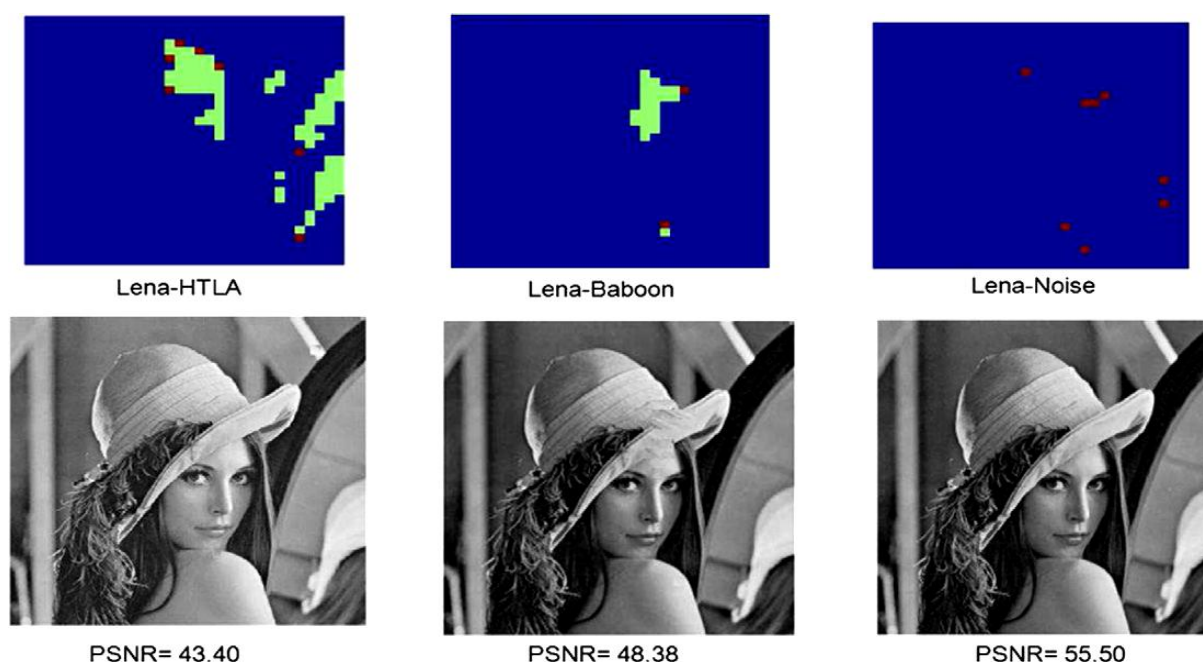 Lena-HTLA
Lena-Baboon
Lena-Noise
PSNR= 43.40
PSNR= 48.38
PSNR= 55.50